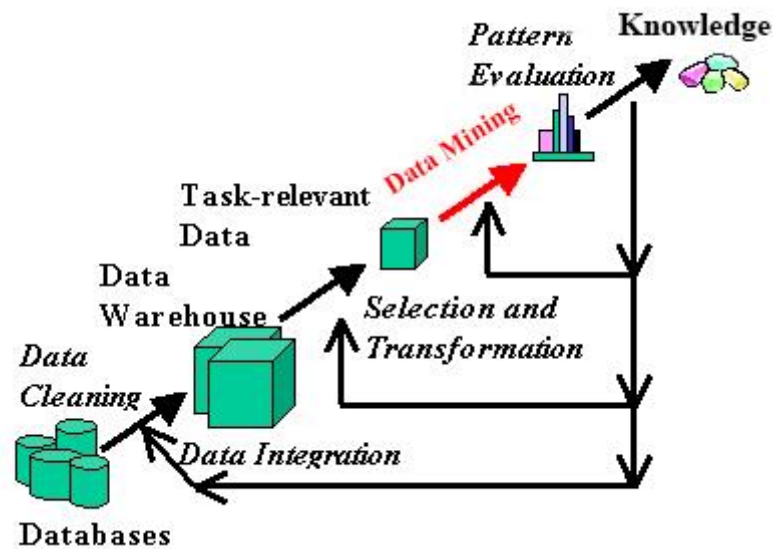 Knowledge
Pattern
Evaluation
Data Mining
Task-relevant
Data
Data
Warehouse
Selection and
Transformation
Data
Cleaning
Data Integration
Databases